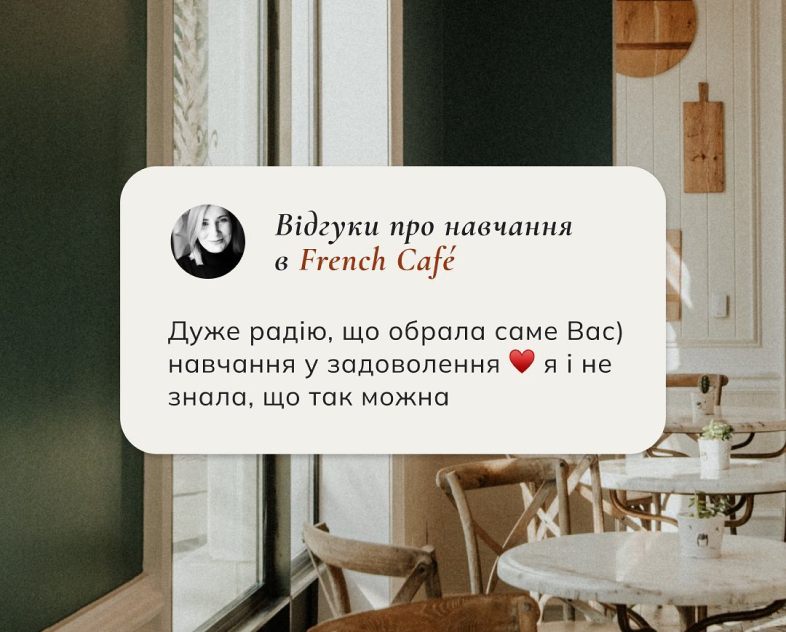 Відгуки про навчання
в French Café
Дуже радію, що обрала саме Вас)
навчання у задоволення ♥️ я і не
знала, що так можна